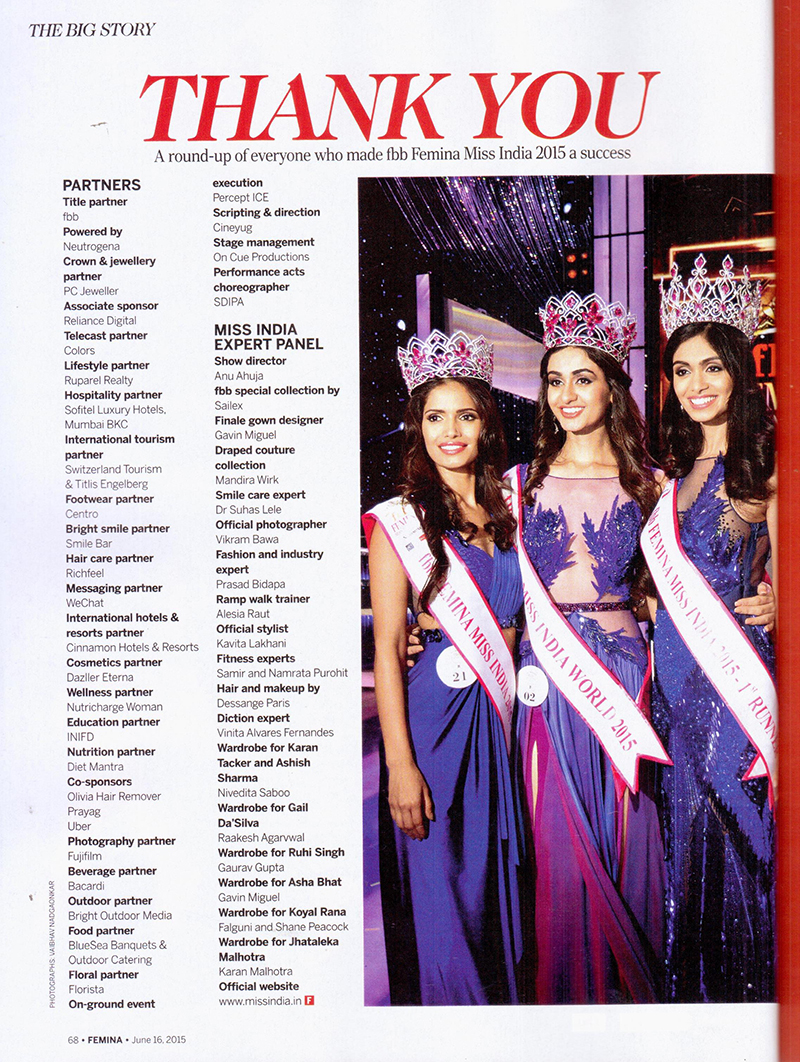 THE BIG STORY
THANK YOU
A round-up of everyone who made fbb Femina Miss India 2015 a success
PARTNERS
Title partner
fbb
Powered by
Neutrogena
Crown & jewellery
partner
PC Jeweller
Associate sponsor
Reliance Digital
Telecast partner
Colors
Lifestyle partner
Ruparel Realty
Hospitality partner
Sofitel Luxury Hotels,
Mumbai BKC
International tourism
partner
Switzerland Tourism
& Titlis Engelberg
Footwear partner
Centro
Bright smile partner
Smile Bar
Hair care partner
Richfeel
Messaging partner
WeChat
International hotels &
resorts partner
Cinnamon Hotels & Resorts
Cosmetics partner
Dazller Eterna
Wellness partner
Nutricharge Woman
Education partner
INIFD
Nutrition partner
Diet Mantra
Co-sponsors
Olivia Hair Remover
Prayag
Uber
Photography partner
Fujifilm
Beverage partner
Bacardi
Outdoor partner
Bright Outdoor Media
Food partner
BlueSea Banquets &
Outdoor Catering
Floral partner
Florista
On-ground event
execution
Percept ICE
Scripting & direction
Cineyug
Stage management
On Cue Productions
Performance acts
choreographer
SDIPA
MISS INDIA
EXPERT PANEL
Show director
Anu Ahuja
fbb special collection by
Sailex
Finale gown designer
Gavin Miguel
Draped couture
collection
Mandira Wirk
Smile care expert
Dr Suhas Lele
Official photographer
Vikram Bawa
Fashion and industry
expert
Prasad Bidapa
Ramp walk trainer
Alesia Raut
Official stylist
Kavita Lakhani
Fitness experts
Samir and Namrata Purohit
Hair and makeup by
Dessange Paris
Diction expert
Vinita Alvares Fernandes
Wardrobe for Karan
Tacker and Ashish
Sharma
Nivedita Saboo
Wardrobe for Gail
Da'Silva
Raakesh Agarvwal
Wardrobe for Ruhi Singh
Gaurav Gupta
Wardrobe for Asha Bhat
Gavin Miguel
Wardrobe for Koyal Rana
Falguni and Shane Peacock
Wardrobe for Jhataleka
Malhotra
Karan Malhotra
Official website
www.missindia.in F
fbb FEMINA MISS INDIA
21
MISS INDIA WORLD 2015
02
FEMINA MISS INDIA 2015 - 1st RUNN
PHOTOGRAPHS: VAIBHAV NADGAONKAR
68 • FEMINA • June 16, 2015